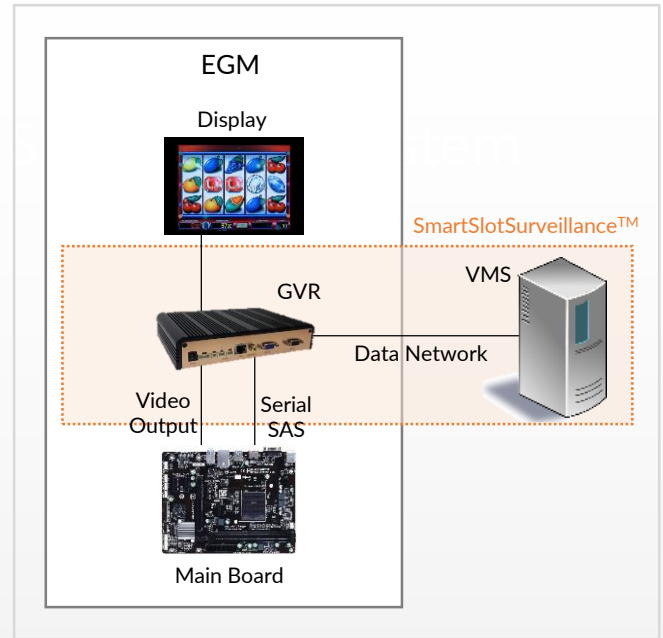 EGM
Display
SmartSlotSurveillance™
VMS
GVR
Data Network
Video
Output
Serial
SAS
Main Board